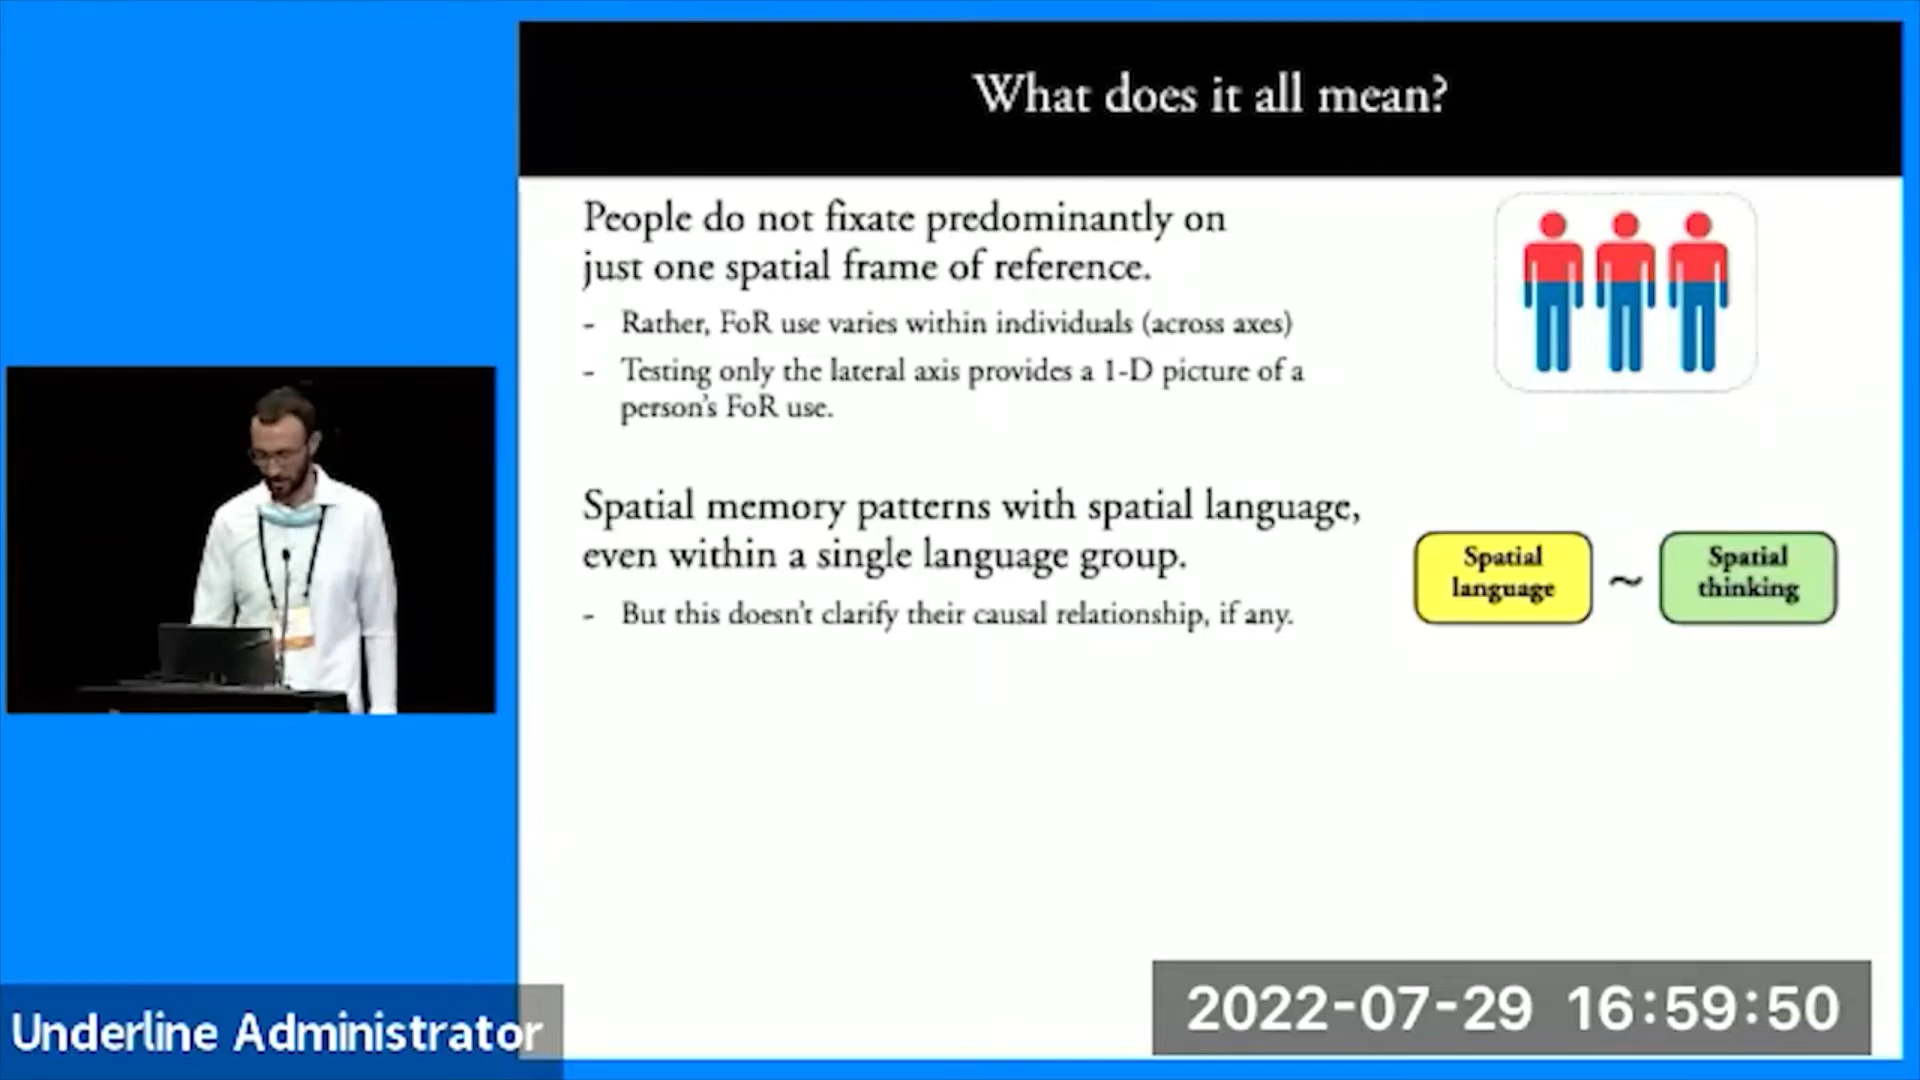 What does it all mean?
People do not fixate predominantly on
just one spatial frame of reference.
- Rather, FoR use varies within individuals (across axes)
- Testing only the lateral axis provides a 1-D picture of a
person's FoR use.
Spatial memory patterns with spatial language,
even within a single language group.
- But this doesn't clarify their causal relationship, if any.
Spatial
language
~
Spatial
thinking
Underline Administrator
2022-07-29 16:59:50